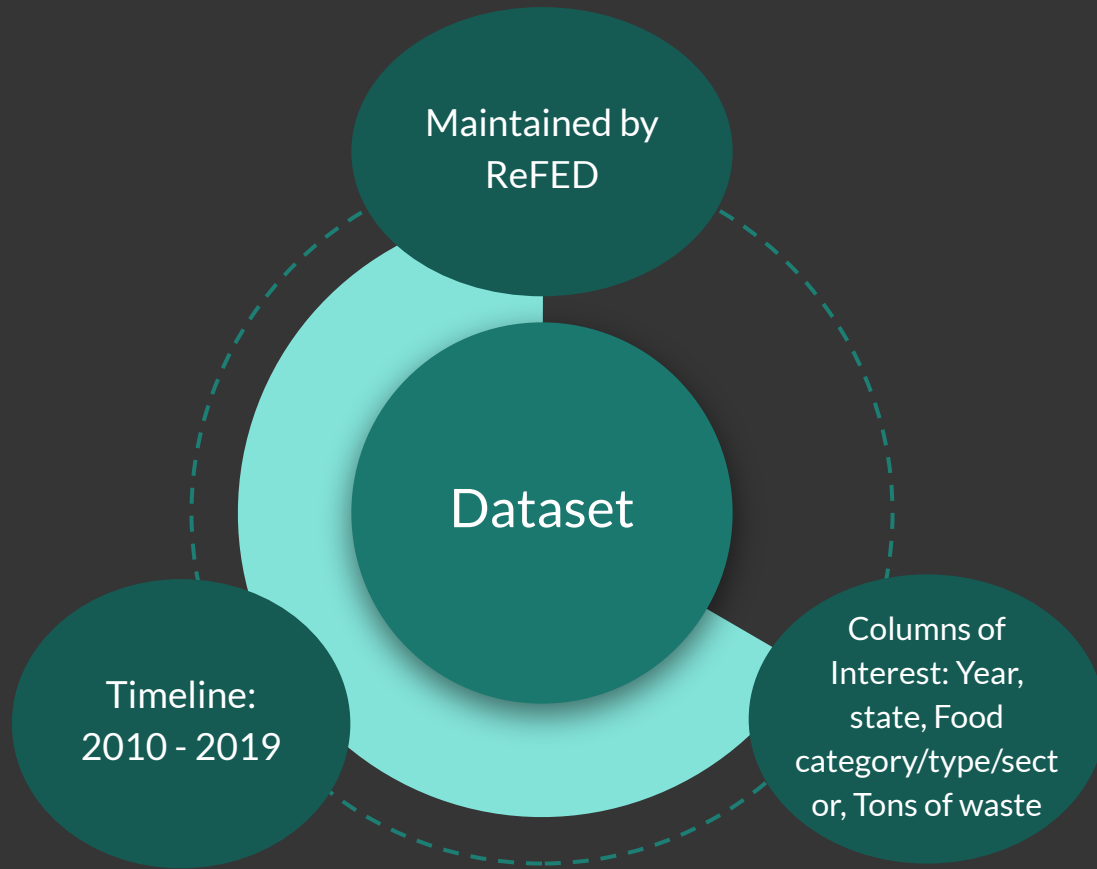 Maintained by
ReFED
Dataset
Timeline:
2010 - 2019
Columns of
Interest: Year,
state, Food
category/type/sect
or, Tons of waste